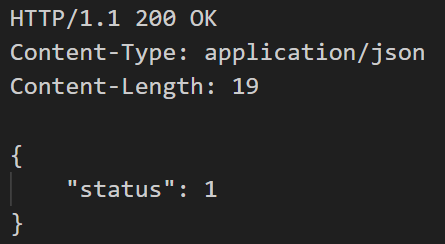 HTTP/1.1 200 OK
Content-Type: application/json
Content-Length: 19

{
    "status": 1
}